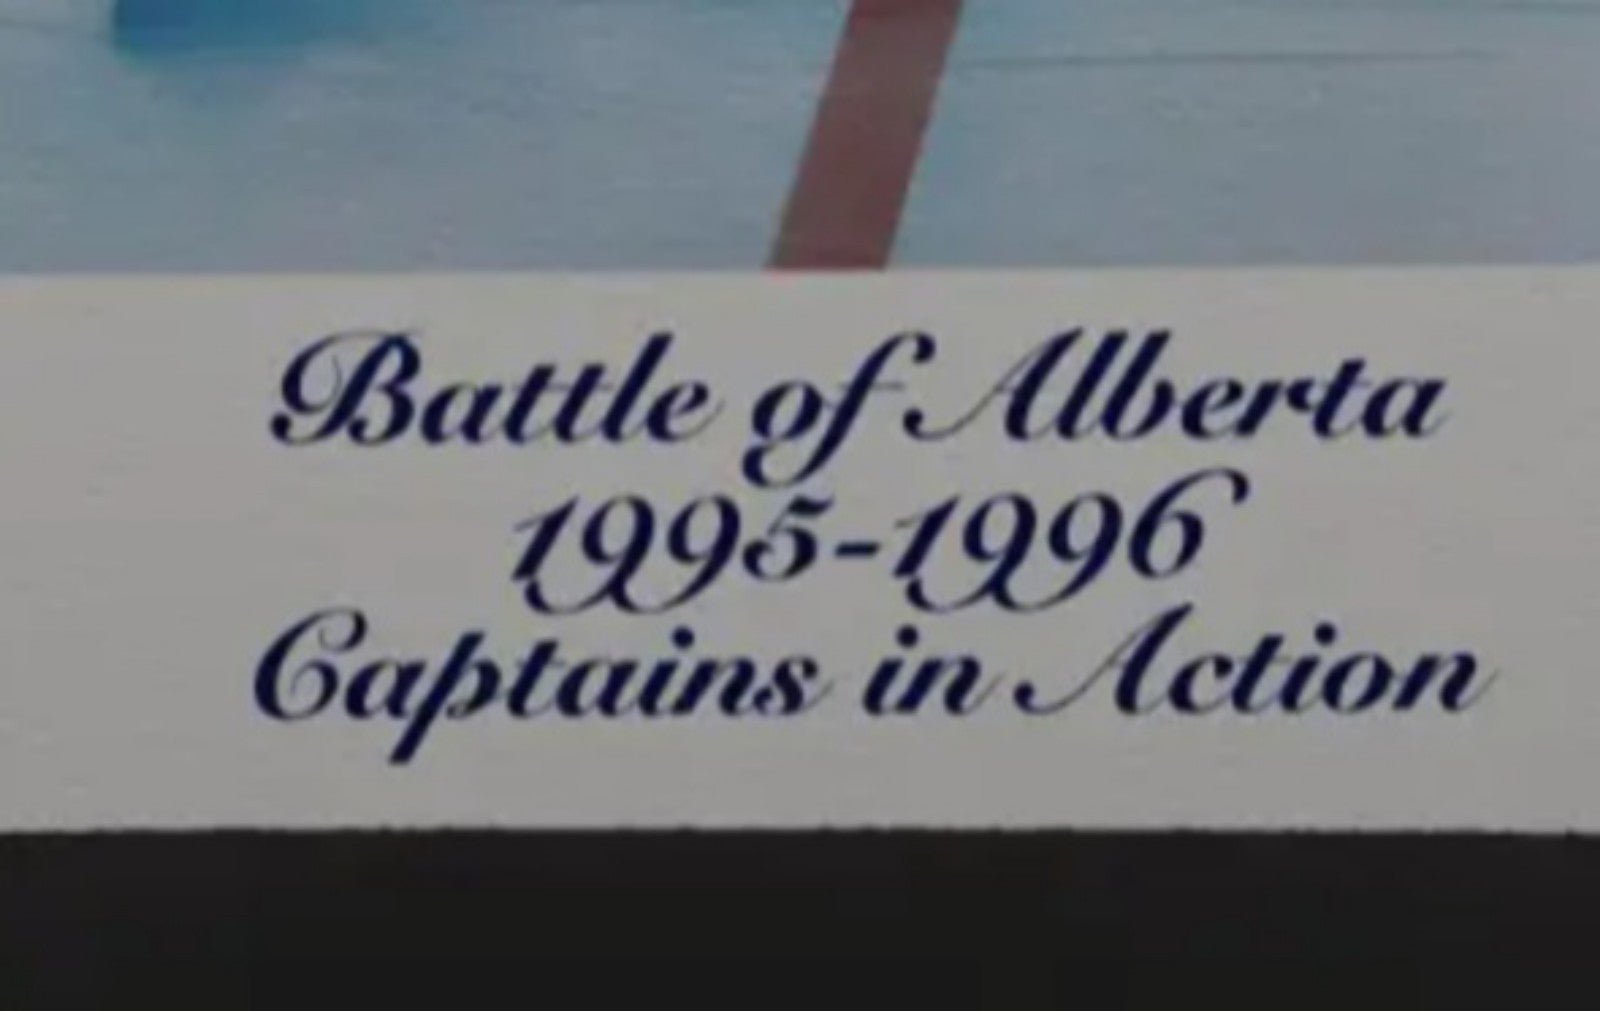 Battle of Alberta
1995-1996
Captains in Action